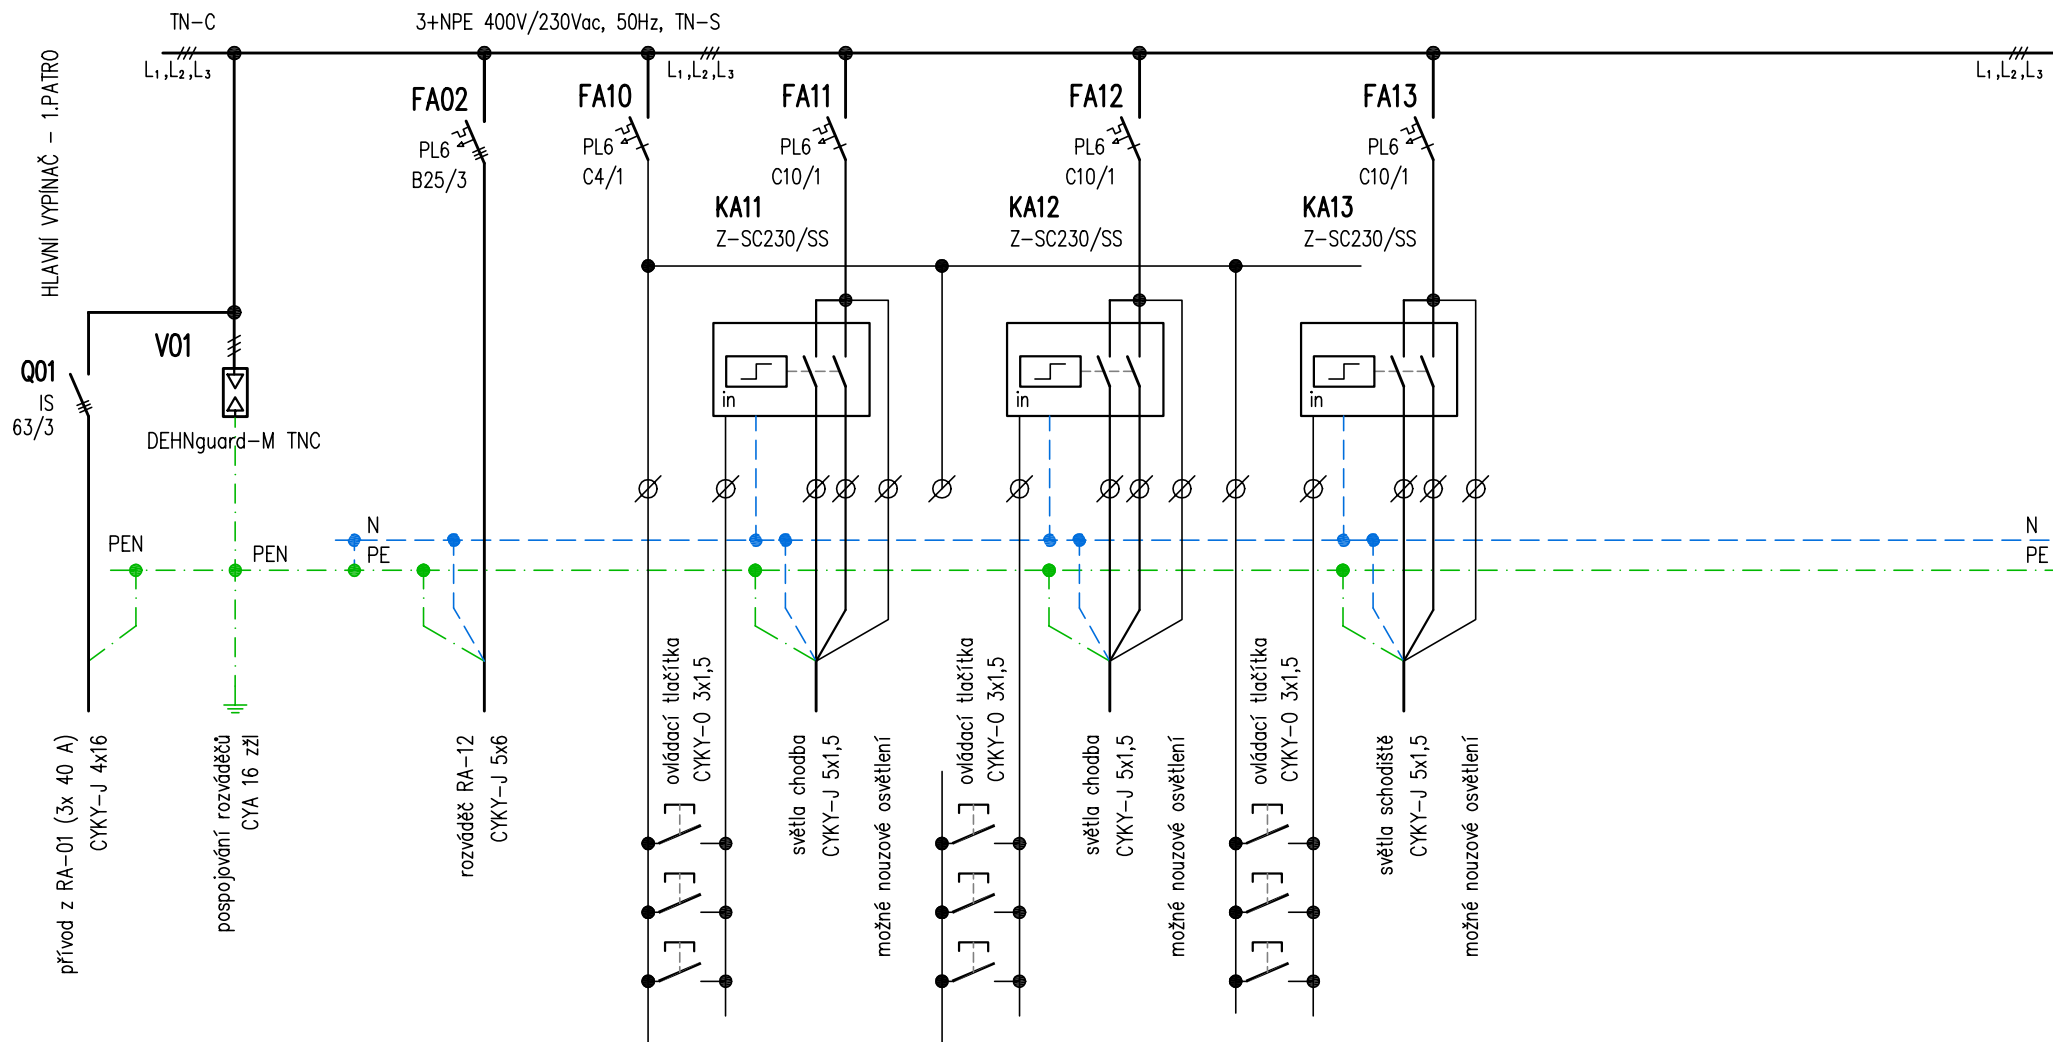 TN-C
3+NPE 400V/230Vac, 50Hz, TN-S
L1,L2,L3
L1,L2,L3
L1,L2,L3
HLAVNÍ VYPÍNAČ - 1.PATRO
FA02
PL6
B25/3
FA10
PL6
C4/1
FA11
PL6
C10/1
FA12
PL6
C10/1
FA13
PL6
C10/1
KA11
Z-SC230/SS
KA12
Z-SC230/SS
KA13
Z-SC230/SS
V01
Q01
IS
63/3
in
in
in
DEHNguard-M TNC
N
PE
PEN
PEN
N
PE
přívod z RA-01 (3x 40 A)
CYKY-J 4x16
pospojování rozváděčů
CYA 16 zžl
rozváděč RA-12
CYKY-J 5x6
ovládací tlačítka
CYKY-O 3x1,5
světla chodba
CYKY-J 5x1,5
možné nouzové osvětlení
ovládací tlačítka
CYKY-O 3x1,5
světla chodba
CYKY-J 5x1,5
možné nouzové osvětlení
ovládací tlačítka
CYKY-O 3x1,5
světla schodiště
CYKY-J 5x1,5
možné nouzové osvětlení